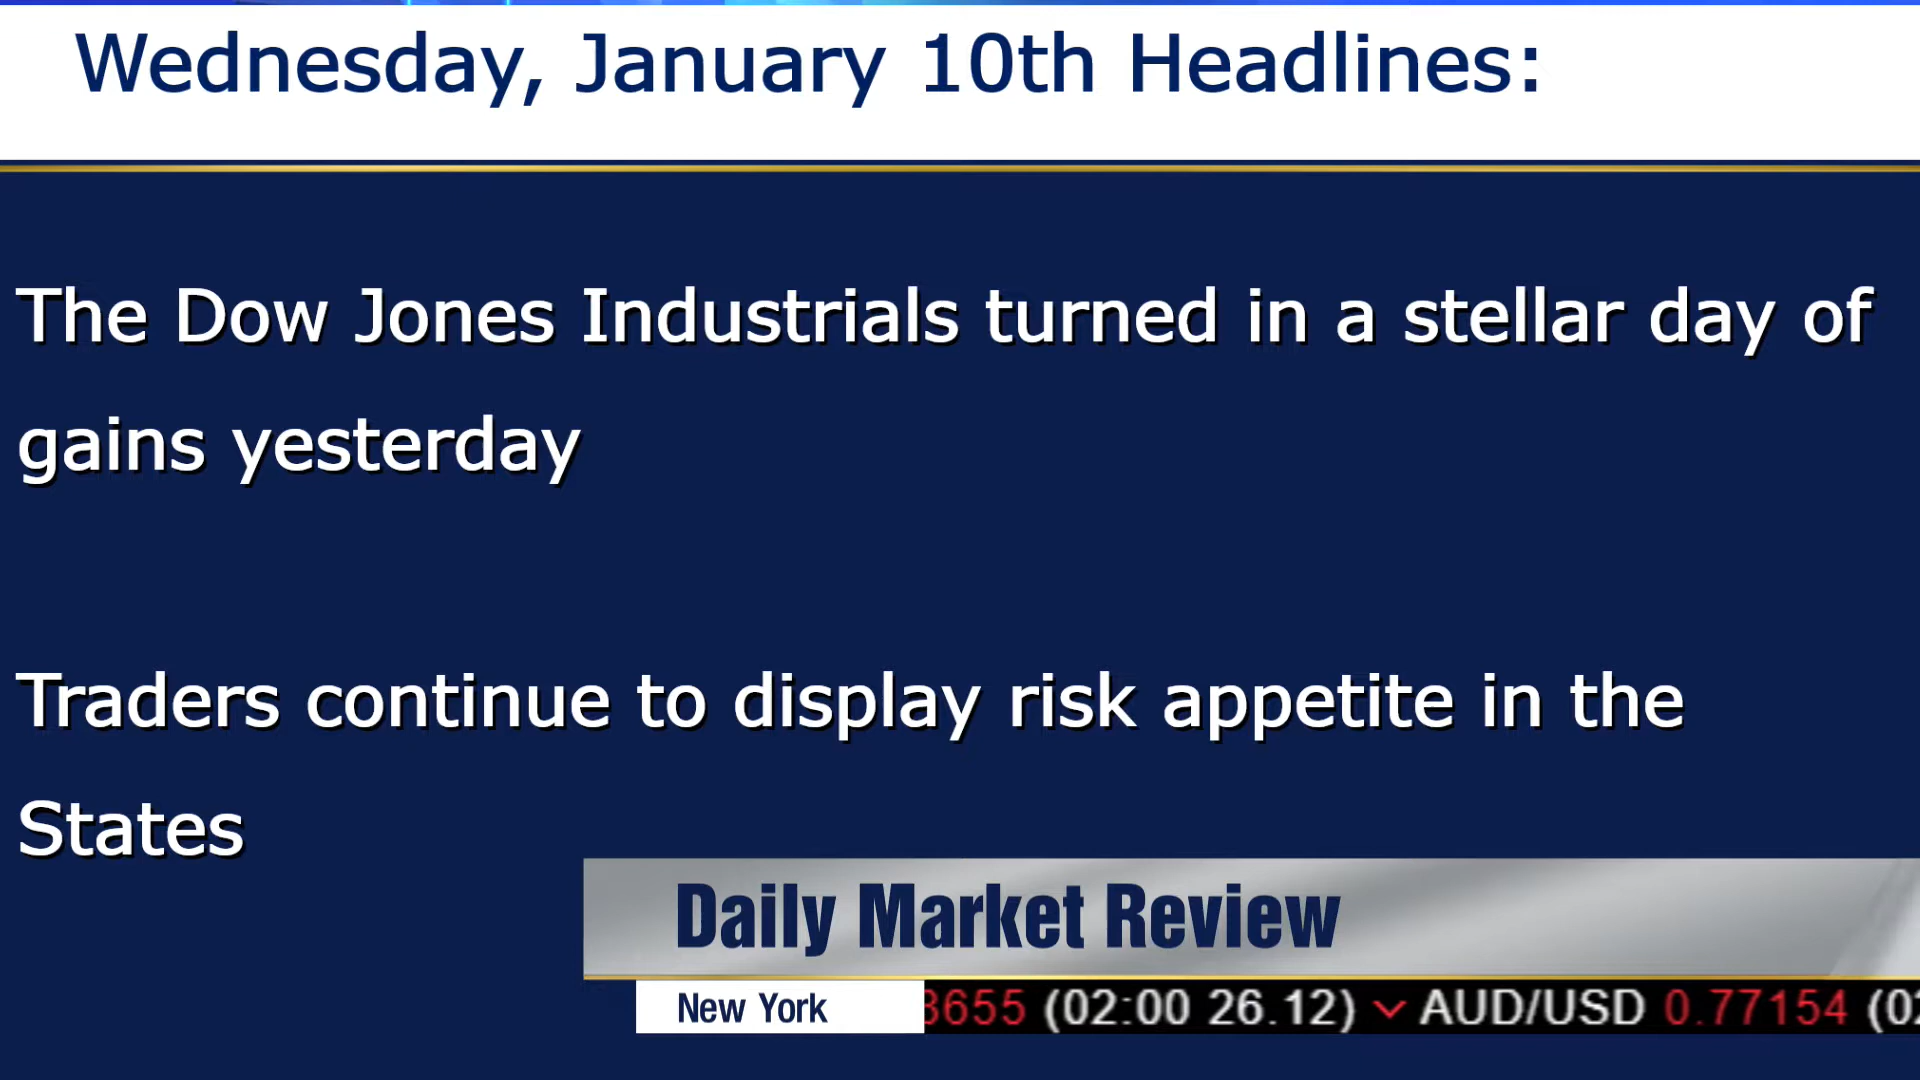 Wednesday, January 10th Headlines:
The Dow Jones Industrials turned in a stellar day of
gains yesterday
Traders continue to display risk appetite in the
States
Daily Market Review
New York
3655 (02:00 26.12) AUD/USD 0.77154 (02